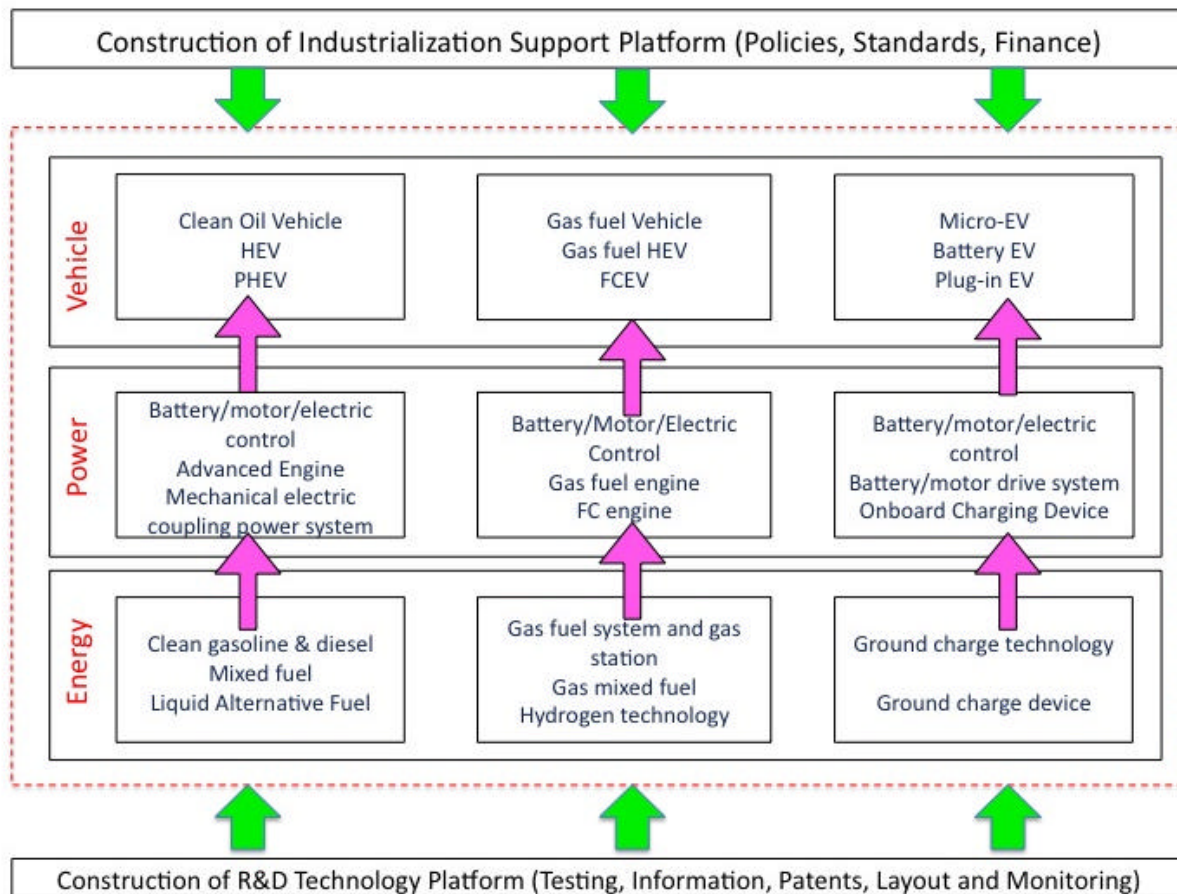 Construction of Industrialization Support Platform (Policies, Standards, Finance)
Vehicle
Clean Oil Vehicle
HEV
PHEV
Gas fuel Vehicle
Gas fuel HEV
FCEV
Micro-EV
Battery EV
Plug-in EV
Power
Battery/motor/electric
control
Advanced Engine
Mechanical electric
coupling power system
Battery/Motor/Electric
Control
Gas fuel engine
FC engine
Battery/motor/electric
control
Battery/motor drive system
Onboard Charging Device
Energy
Clean gasoline & diesel
Mixed fuel
Liquid Alternative Fuel
Gas fuel system and gas
station
Gas mixed fuel
Hydrogen technology
Ground charge technology
Ground charge device
Construction of R&D Technology Platform (Testing, Information, Patents, Layout and Monitoring)